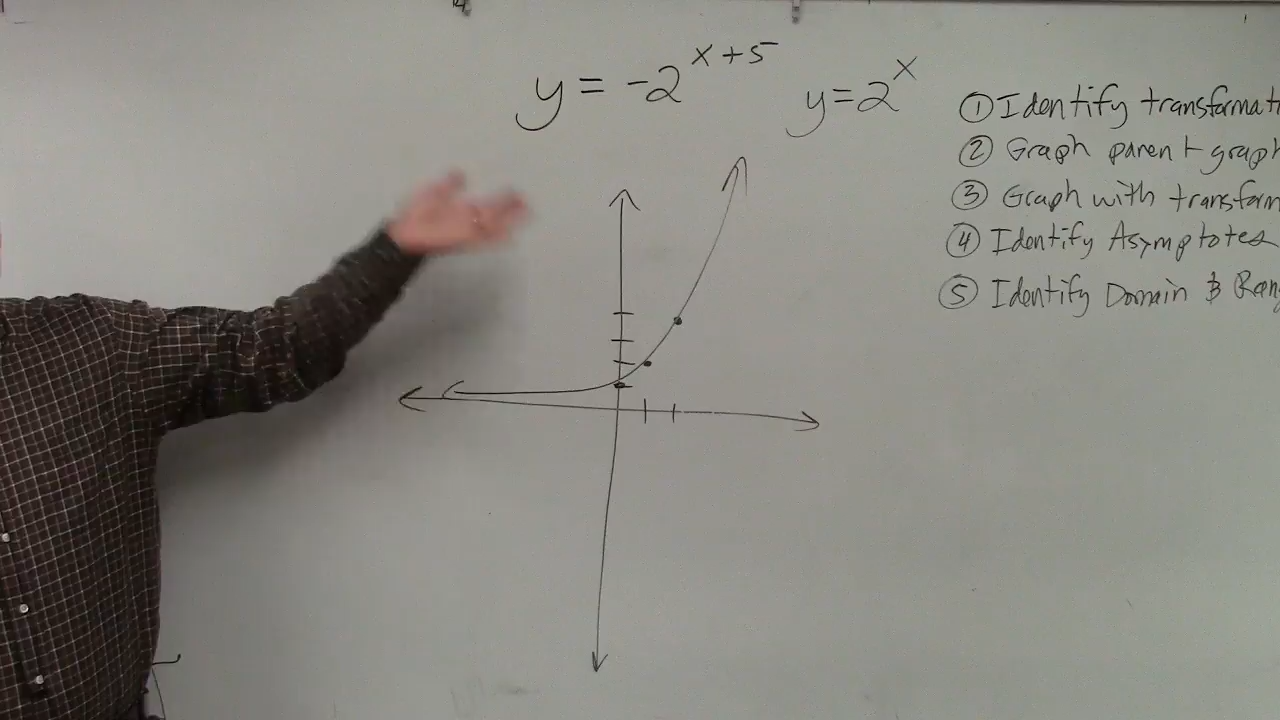 y = -2^{x+5} y=2^x
① Identify transformat
② Graph parent graph
③ Graph with transform
④ Identify Asymptotes
⑤ Identify Domain & Ran